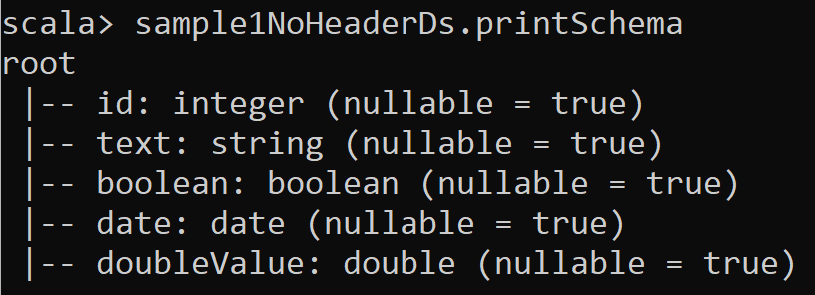 scala> sample1NoHeaderDs.printSchema
root
 |-- id: integer (nullable = true)
 |-- text: string (nullable = true)
 |-- boolean: boolean (nullable = true)
 |-- date: date (nullable = true)
 |-- doubleValue: double (nullable = true)